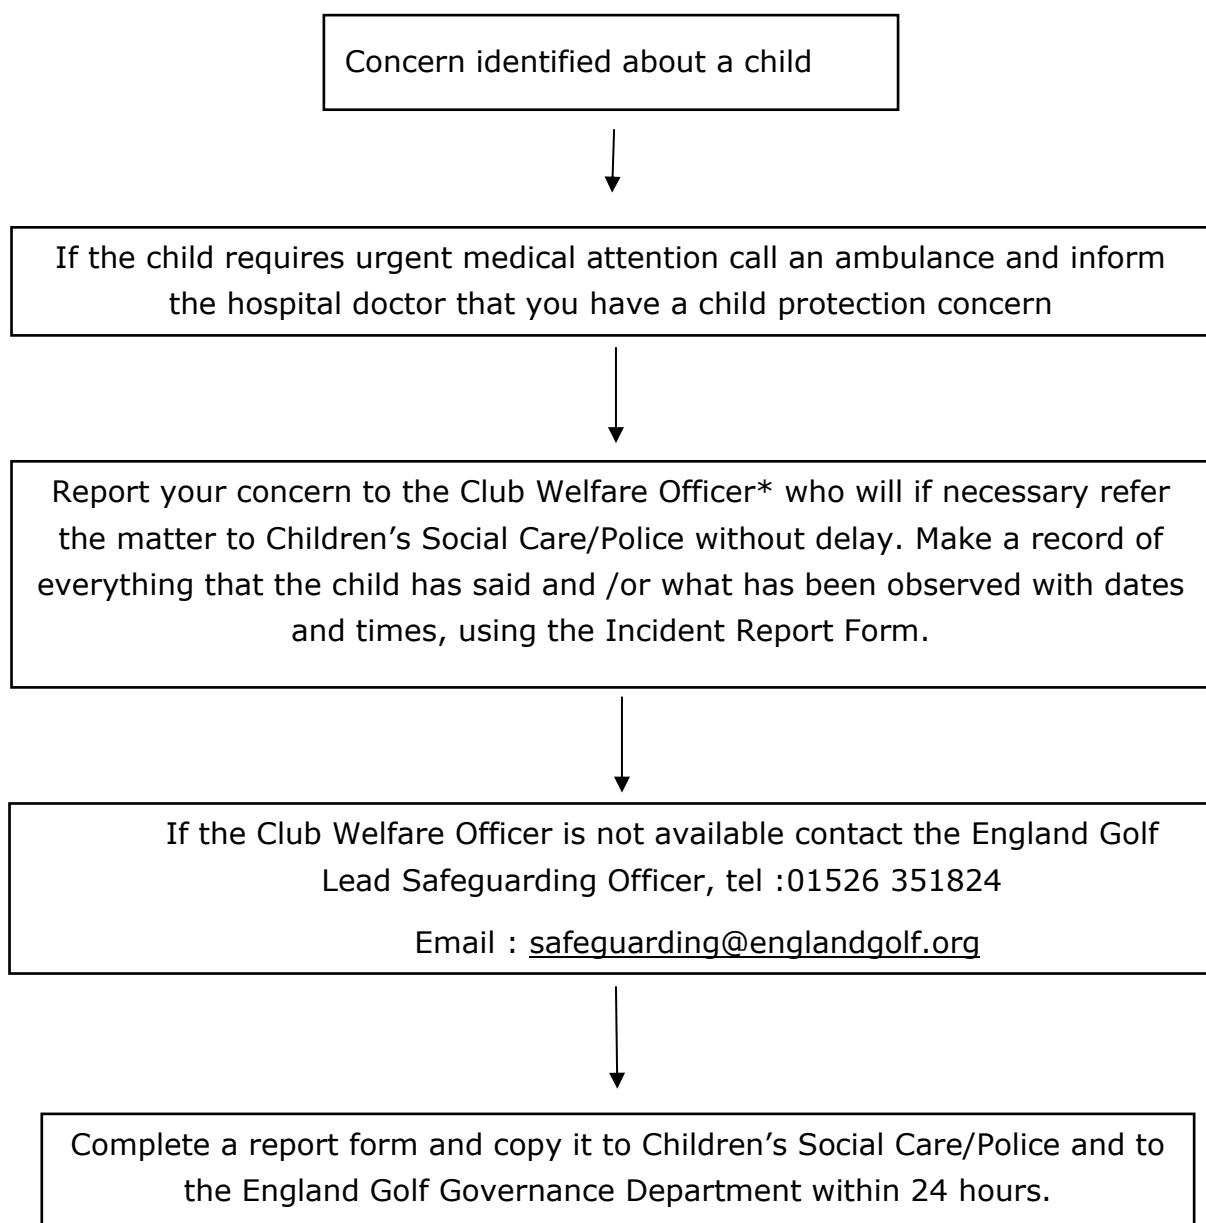 Concern identified about a child
If the child requires urgent medical attention call an ambulance and inform
the hospital doctor that you have a child protection concern
Report your concern to the Club Welfare Officer* who will if necessary refer
the matter to Children’s Social Care/Police without delay. Make a record of
everything that the child has said and /or what has been observed with dates
and times, using the Incident Report Form.
If the Club Welfare Officer is not available contact the England Golf
Lead Safeguarding Officer, tel :01526 351824
Email : safeguarding@englandgolf.org
Complete a report form and copy it to Children’s Social Care/Police and to
the England Golf Governance Department within 24 hours.